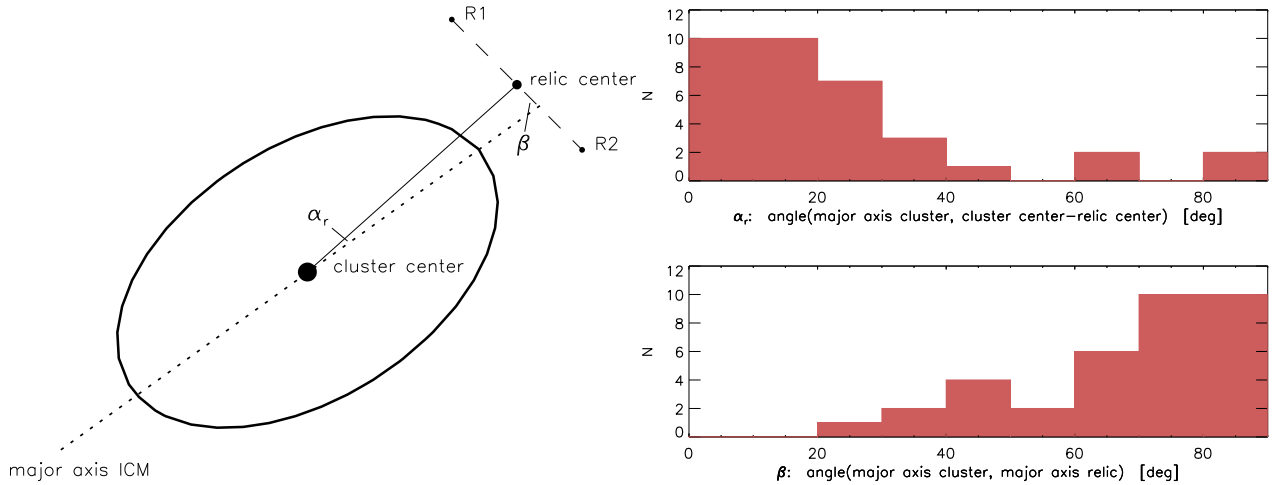 R1
relic center
β
R2
α_r
cluster center
major axis ICM
12
10
8
6
4
2
0
N
0 20 40 60 80
α_r: angle(major axis cluster, cluster center−relic center) [deg]
12
10
8
6
4
2
0
N
0 20 40 60 80
β: angle(major axis cluster, major axis relic) [deg]